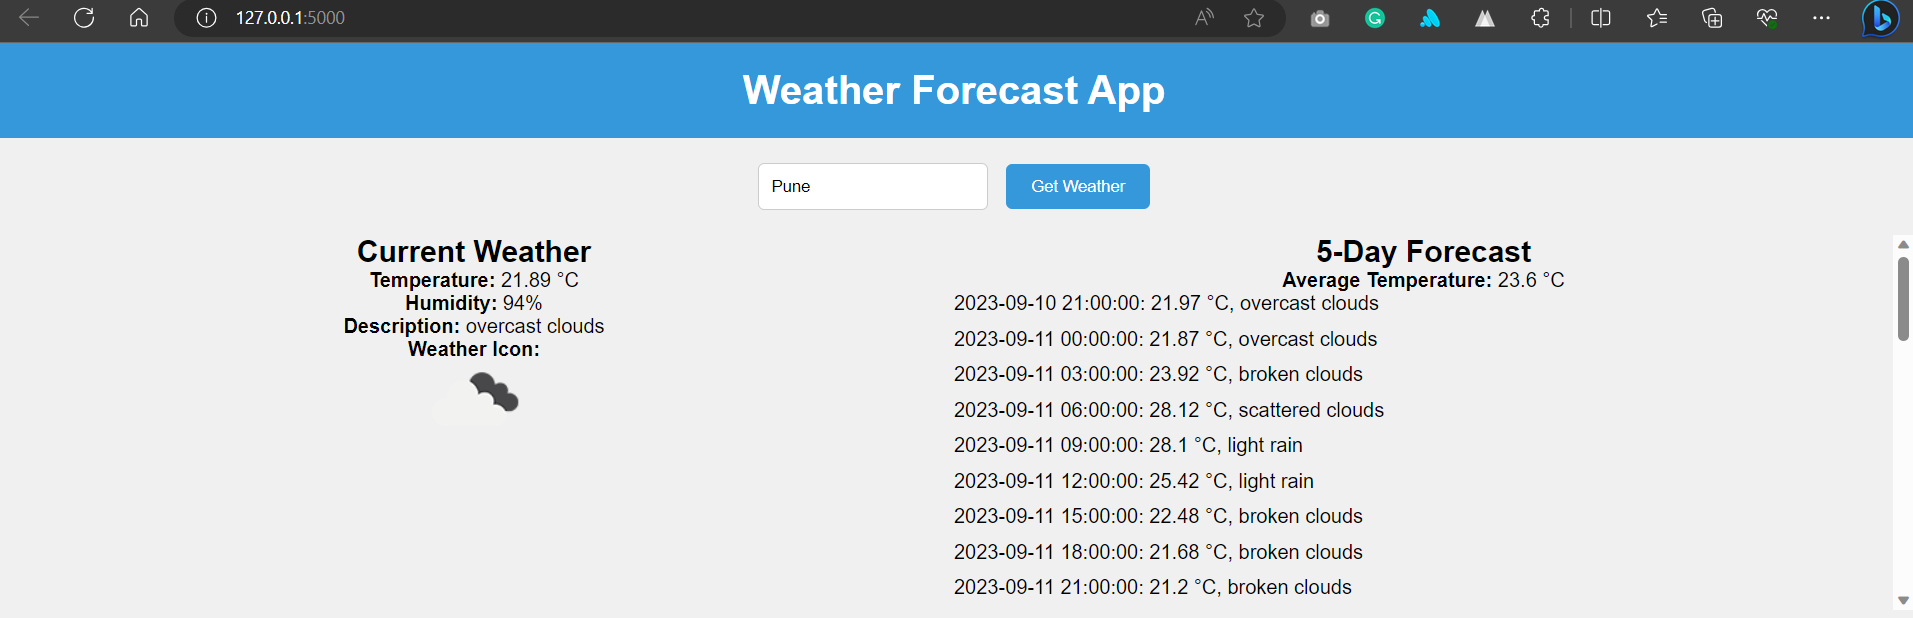 127.0.0.1:5000
Weather Forecast App
Pune
Get Weather
Current Weather
Temperature: 21.89 °C
Humidity: 94%
Description: overcast clouds
Weather Icon:
5-Day Forecast
Average Temperature: 23.6 °C
2023-09-10 21:00:00: 21.97 °C, overcast clouds
2023-09-11 00:00:00: 21.87 °C, overcast clouds
2023-09-11 03:00:00: 23.92 °C, broken clouds
2023-09-11 06:00:00: 28.12 °C, scattered clouds
2023-09-11 09:00:00: 28.1 °C, light rain
2023-09-11 12:00:00: 25.42 °C, light rain
2023-09-11 15:00:00: 22.48 °C, broken clouds
2023-09-11 18:00:00: 21.68 °C, broken clouds
2023-09-11 21:00:00: 21.2 °C, broken clouds